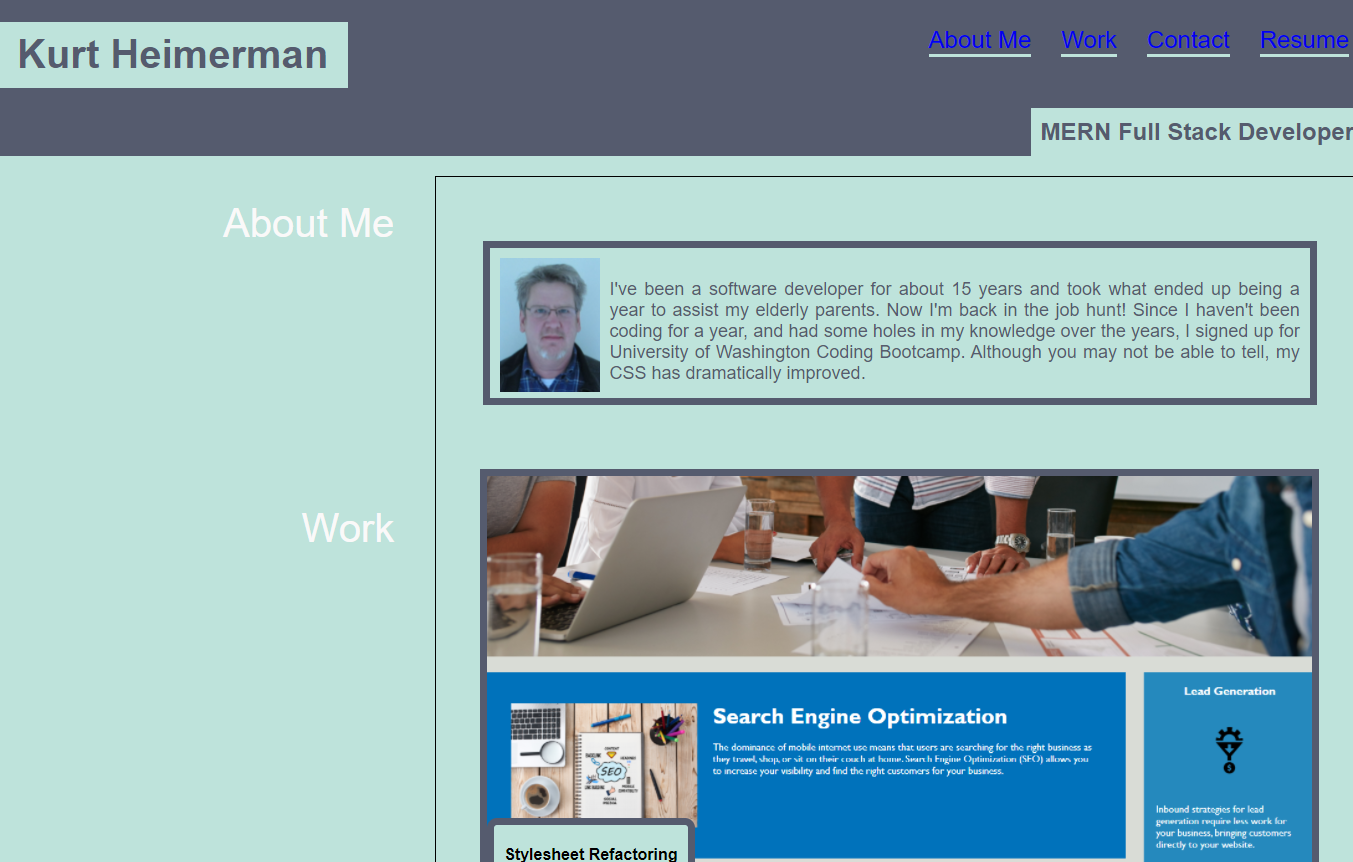 Kurt Heimerman
About Me Work Contact Resume
MERN Full Stack Developer
About Me
I've been a software developer for about 15 years and took what ended up being a
year to assist my elderly parents. Now I'm back in the job hunt! Since I haven't been
coding for a year, and had some holes in my knowledge over the years, I signed up for
University of Washington Coding Bootcamp. Although you may not be able to tell, my
CSS has dramatically improved.
Work
Search Engine Optimization
The dominance of mobile internet use means that users are searching for the right business as
they travel, shop, or sit on their couch at home. Search Engine Optimization (SEO) allows you
to increase your visibility and find the right customers for your business.
SEO
Lead Generation
Inbound strategies for lead
generation require less work for
your business, bringing customers
directly to your website.
Stylesheet Refactoring